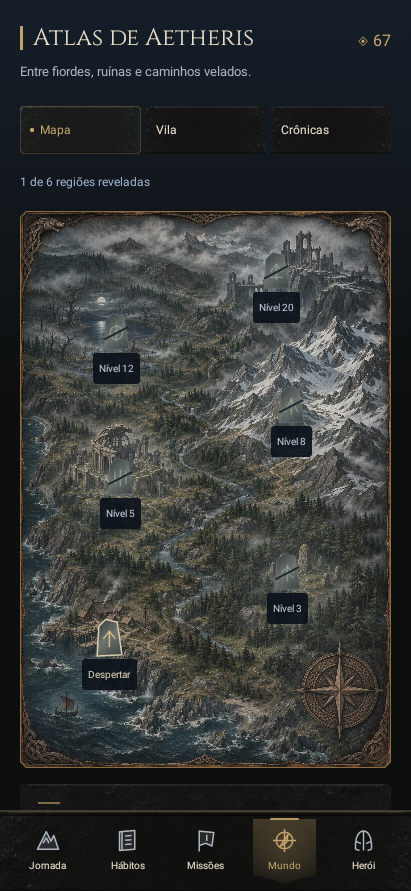 Atlas de Aetheris
67
Entre fiordes, ruínas e caminhos velados.
Mapa
Vila
Crônicas
1 de 6 regiões reveladas
Nível 20
Nível 12
Nível 8
Nível 5
Nível 3
Despertar
Jornada
Hábitos
Missões
Mundo
Herói